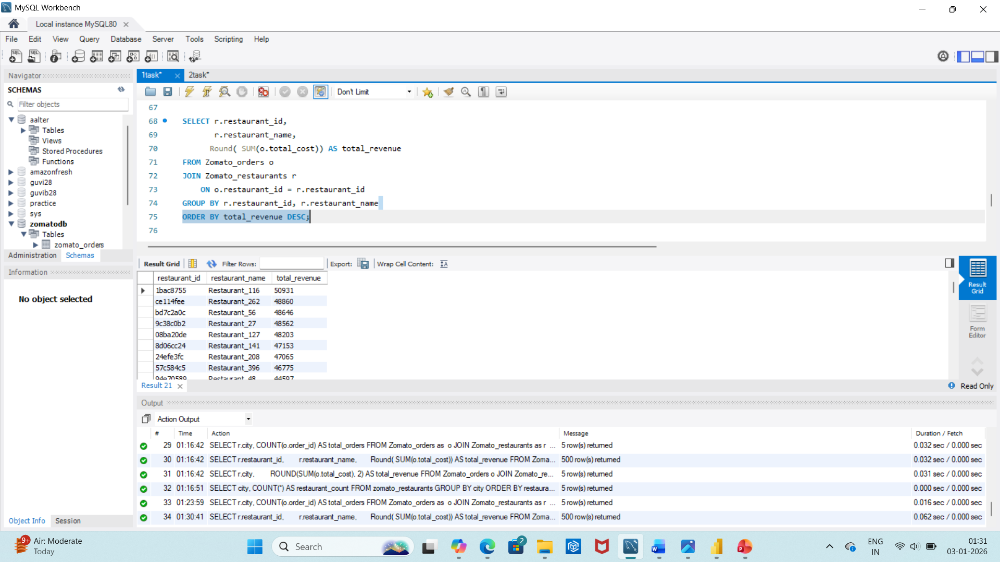 MySQL Workbench
Local instance MySQL80
File Edit View Query Database Server Tools Scripting Help
Navigator
SCHEMAS
Filter objects
aalter
Tables
Views
Stored Procedures
Functions
amazonfresh
guvi28
guvib28
practice
sys
zomatodb
Tables
zomato_orders
Administration Schemas
Information
No object selected
Object Info Session
1task* 2task*
Don't Limit
67
68 SELECT r.restaurant_id,
69 r.restaurant_name,
70 Round( SUM(o.total_cost)) AS total_revenue
71 FROM Zomato_orders o
72 JOIN Zomato_restaurants r
73 ON o.restaurant_id = r.restaurant_id
74 GROUP BY r.restaurant_id, r.restaurant_name
75 ORDER BY total_revenue DESC;
76
Result Grid Filter Rows: Export: Wrap Cell Content:
restaurant_id restaurant_name total_revenue
1bac8755 Restaurant_116 50931
ce114fee Restaurant_262 48860
bd7c2a0c Restaurant_56 48646
9c38c0b2 Restaurant_27 48562
08ba20de Restaurant_127 48203
8d06cc24 Restaurant_141 47153
24efe3fc Restaurant_208 47065
57c584c5 Restaurant_396 46775
94e70589 Restaurant_48 44597
Result Grid
Form Editor
Result 21
Read Only
Output
Action Output
# Time Action Message Duration / Fetch
29 01:16:42 SELECT r.city, COUNT(o.order_id) AS total_orders FROM Zomato_orders as o JOIN Zomato_restaurants as r ... 5 row(s) returned 0.032 sec / 0.000 sec
30 01:16:42 SELECT r.restaurant_id, r.restaurant_name, Round( SUM(o.total_cost)) AS total_revenue FROM Zoma... 500 row(s) returned 0.032 sec / 0.000 sec
31 01:16:42 SELECT r.city, ROUND(SUM(o.total_cost), 2) AS total_revenue FROM Zomato_orders o JOIN Zomato_re... 5 row(s) returned 0.031 sec / 0.000 sec
32 01:16:51 SELECT city, COUNT(*) AS restaurant_count FROM zomato_restaurants GROUP BY city ORDER BY restaura... 5 row(s) returned 0.000 sec / 0.000 sec
33 01:23:59 SELECT r.city, COUNT(o.order_id) AS total_orders FROM Zomato_orders as o JOIN Zomato_restaurants as r ... 5 row(s) returned 0.016 sec / 0.000 sec
34 01:30:41 SELECT r.restaurant_id, r.restaurant_name, Round( SUM(o.total_cost)) AS total_revenue FROM Zoma... 500 row(s) returned 0.062 sec / 0.000 sec
9+
Air: Moderate
Today
Search
2
ENG
IN
01:31
03-01-2026